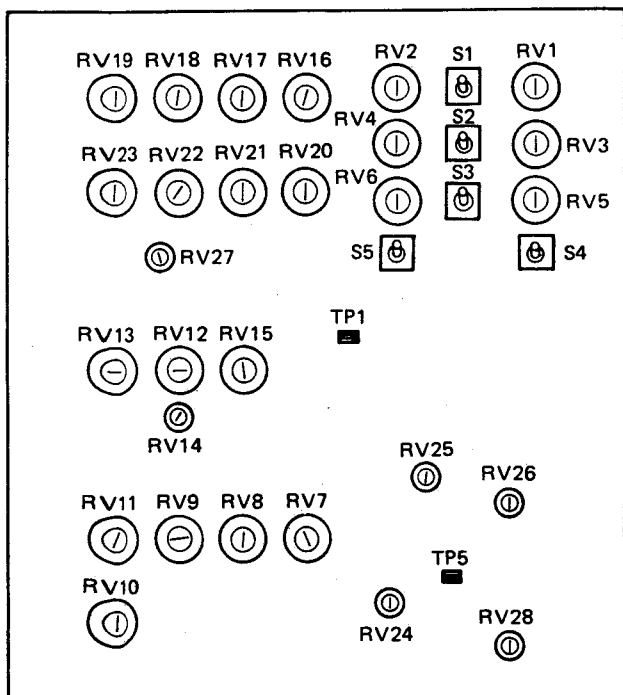 RV19 RV18 RV17 RV16 RV2 S1 RV1
RV4 S2 RV3
RV23 RV22 RV21 RV20 RV6 S3 RV5
RV27 S5 S4
TP1
RV13 RV12 RV15
RV14
RV25 RV26
RV11 RV9 RV8 RV7
TP5
RV10
RV24 RV28